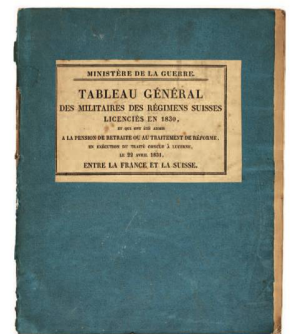 MINISTÈRE DE LA GUERRE.
TABLEAU GÉNÉRAL
DES MILITAIRES DES RÉGIMENS SUISSES
LICENCIÉS EN 1830,
ET QUI ONT ÉTÉ ADMIS
A LA PENSION DE RETRAITE OU AU TRAITEMENT DE RÉFORME,
EN EXÉCUTION DU TRAITÉ CONCLU À LUCERNE,
LE 22 AVRIL 1831,
ENTRE LA FRANCE ET LA SUISSE.